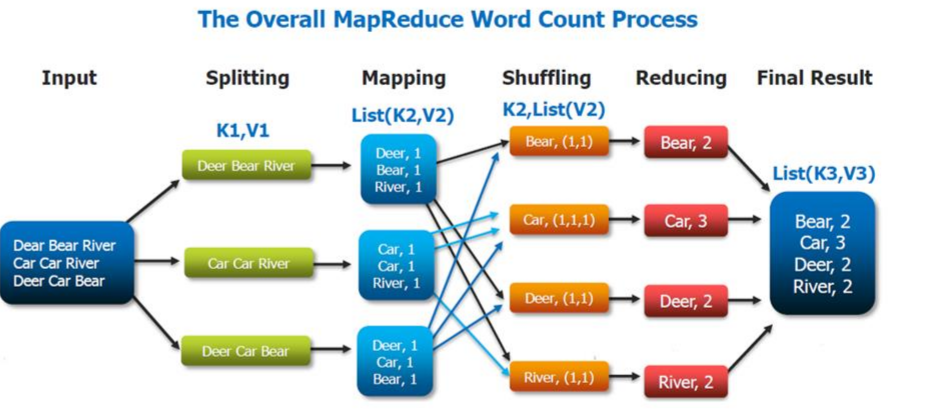 The Overall MapReduce Word Count Process
Input
Splitting
Mapping
Shuffling
Reducing
Final Result
K1,V1
List(K2,V2)
K2,List(V2)
List(K3,V3)
Dear Bear River
Car Car River
Deer Car Bear
Deer Bear River
Car Car River
Deer Car Bear
Deer, 1
Bear, 1
River, 1
Car, 1
Car, 1
River, 1
Deer, 1
Car, 1
Bear, 1
Bear, (1,1)
Car, (1,1,1)
Deer, (1,1)
River, (1,1)
Bear, 2
Car, 3
Deer, 2
River, 2
Bear, 2
Car, 3
Deer, 2
River, 2